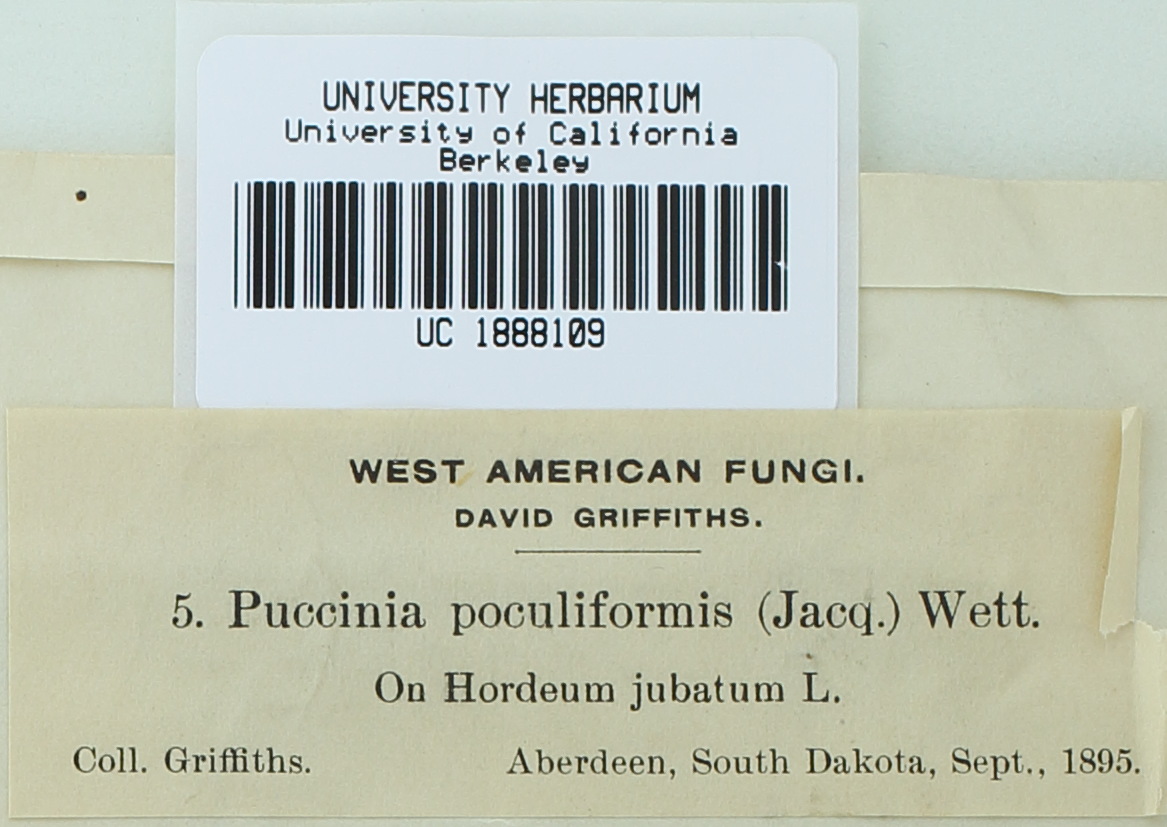 UNIVERSITY HERBARIUM
University of California
Berkeley
UC 1888109
WEST AMERICAN FUNGI.
DAVID GRIFFITHS.
5. Puccinia poculiformis (Jacq.) Wett.
On Hordeum jubatum L.
Coll. Griffiths. Aberdeen, South Dakota, Sept., 1895.